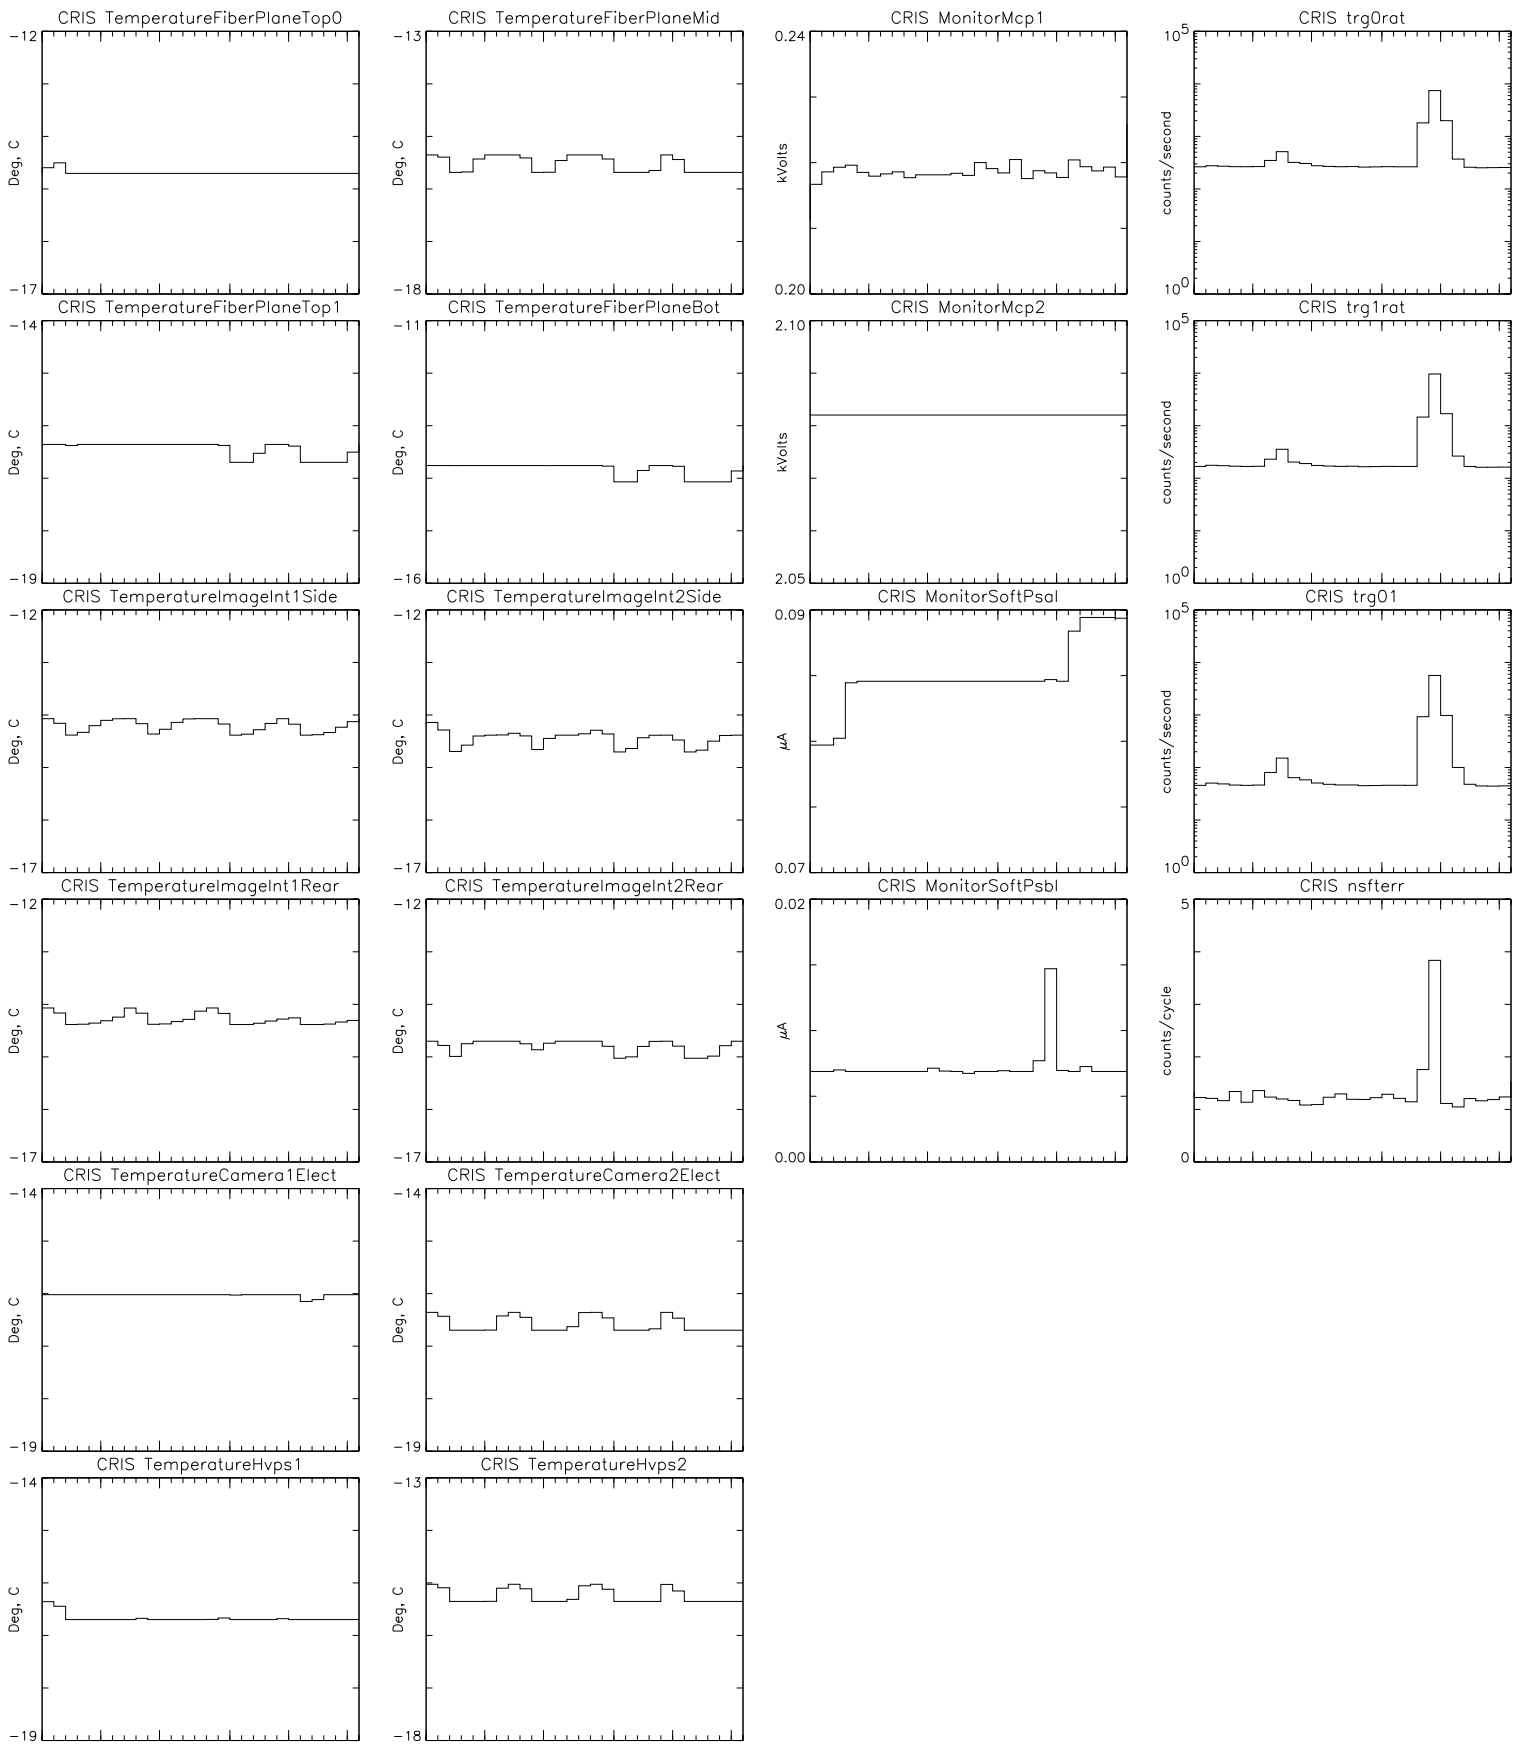 CRIS TemperatureFiberPlaneTop0
-12
Deg, C
-17
CRIS TemperatureFiberPlaneMid
-13
Deg, C
-18
CRIS MonitorMcp1
0.24
kVolts
0.20
CRIS trg0rat
10^5
counts/second
10^0
CRIS TemperatureFiberPlaneTop1
-14
Deg, C
-19
CRIS TemperatureFiberPlaneBot
-11
Deg, C
-16
CRIS MonitorMcp2
2.10
kVolts
2.05
CRIS trg1rat
10^5
counts/second
10^0
CRIS TemperatureImageInt1Side
-12
Deg, C
-17
CRIS TemperatureImageInt2Side
-12
Deg, C
-17
CRIS MonitorSoftPsaI
0.09
μA
0.07
CRIS trg01
10^5
counts/second
10^0
CRIS TemperatureImageInt1Rear
-12
Deg, C
-17
CRIS TemperatureImageInt2Rear
-12
Deg, C
-17
CRIS MonitorSoftPsbI
0.02
μA
0.00
CRIS nsfterr
5
counts/cycle
0
CRIS TemperatureCamera1Elect
-14
Deg, C
-19
CRIS TemperatureCamera2Elect
-14
Deg, C
-19
CRIS TemperatureHvps1
-14
Deg, C
-19
CRIS TemperatureHvps2
-13
Deg, C
-18